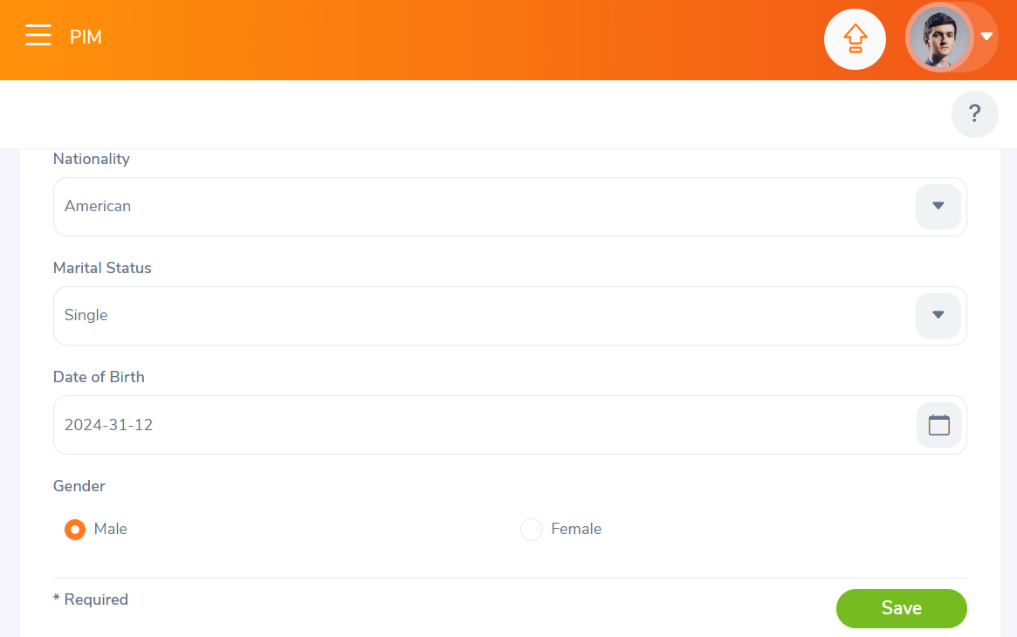 PIM
?
Nationality
American
Marital Status
Single
Date of Birth
2024-31-12
Gender
Male
Female
* Required
Save